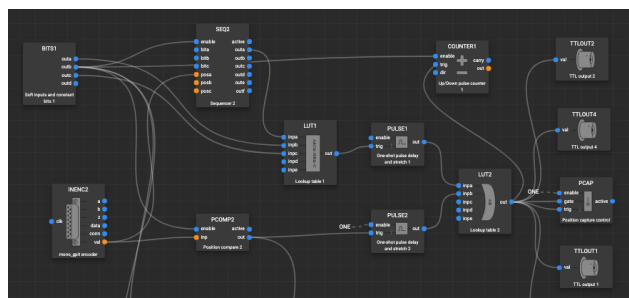 SEQ2
enable active
bita outa
bitb outb
bitc outc
posa outd
posb oute
posc outf
Sequencer 2
BITS1
outa
outb
outc
outd
Soft inputs and constant
bits 1
COUNTER1
enable
carry
trig
out
dir
Up/Down pulse counter
1
TTLOUT2
val
TTL output 2
LUT1
inpa
inpb
inpc out
inpd
inpe
Lookup table 1
PULSE1
enable
out
trig
One-shot pulse delay
and stretch 1
TTLOUT4
val
TTL output 4
INENC2
a
b
clk z
data
conn
val
mono_gpit encoder
PCOMP2
enable active
inp out
Position compare 2
ONE
PULSE2
enable
out
trig
One-shot pulse delay
and stretch 2
LUT2
inpa
inpb
inpc out
inpd
inpe
Lookup table 2
ONE
PCAP
enable
gate active
trig
Position capture control
TTLOUT1
val
TTL output 1